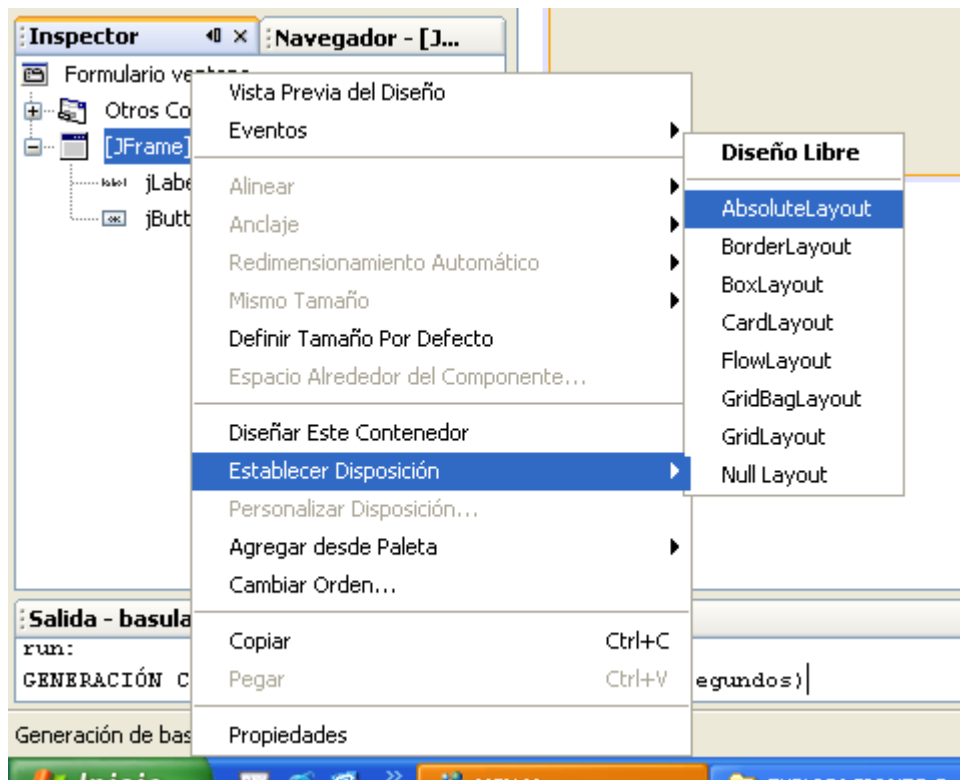 Inspector
Navegador - [J...
Formulario ventana
Otros Co
[JFrame]
label jLabe
OK jButt
Vista Previa del Diseño
Eventos
Alinear
Anclaje
Redimensionamiento Automático
Mismo Tamaño
Definir Tamaño Por Defecto
Espacio Alrededor del Componente...
Diseñar Este Contenedor
Establecer Disposición
Personalizar Disposición...
Agregar desde Paleta
Cambiar Orden...
Copiar Ctrl+C
Pegar Ctrl+V
Propiedades
Diseño Libre
AbsoluteLayout
BorderLayout
BoxLayout
CardLayout
FlowLayout
GridBagLayout
GridLayout
Null Layout
Salida - basula
run:
GENERACIÓN C egundos)
Generación de bas
Inicio